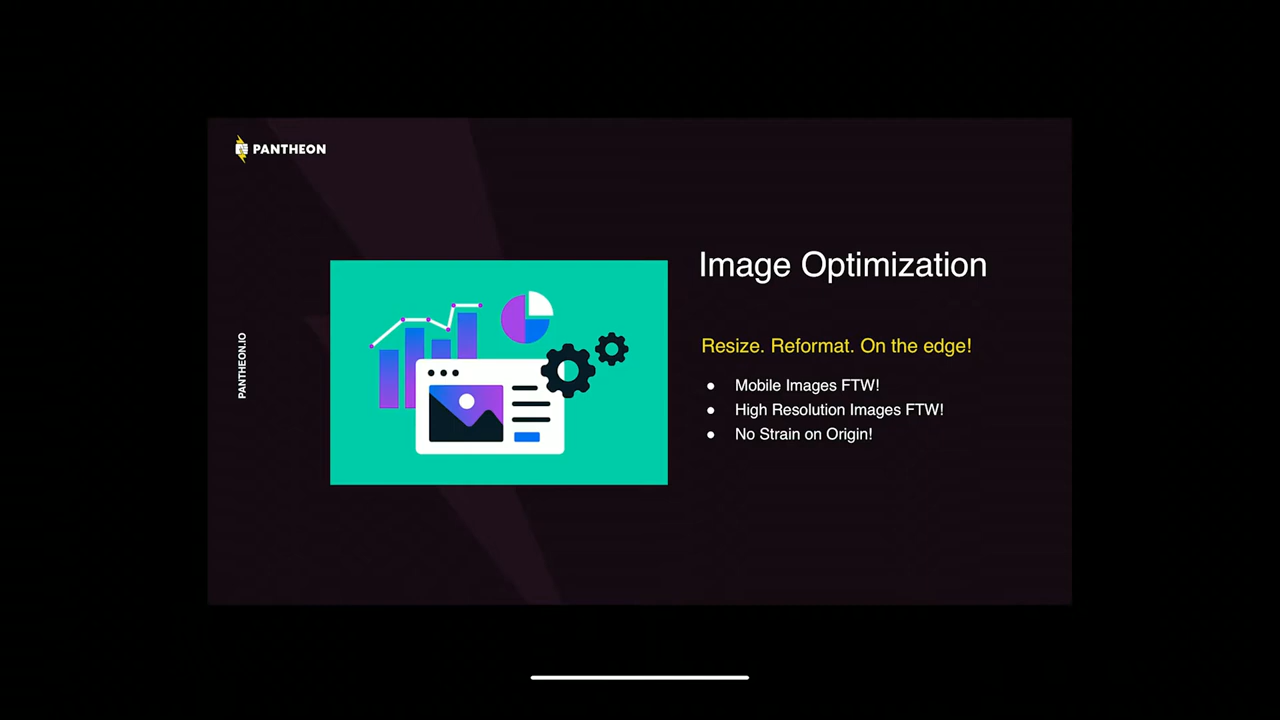 PANTHEON
PANTHEON.IO
Image Optimization
Resize. Reformat. On the edge!
● Mobile Images FTW!
● High Resolution Images FTW!
● No Strain on Origin!